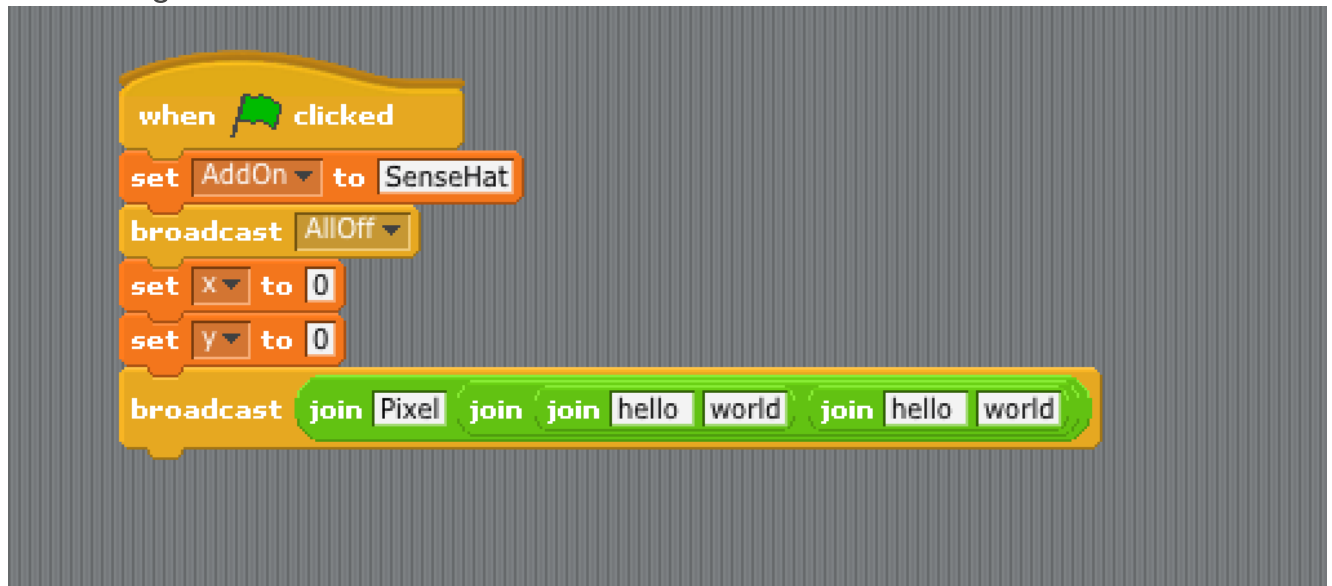 when clicked
set AddOn to SenseHat
broadcast AllOff
set x to 0
set y to 0
broadcast join Pixel join join hello world join hello world